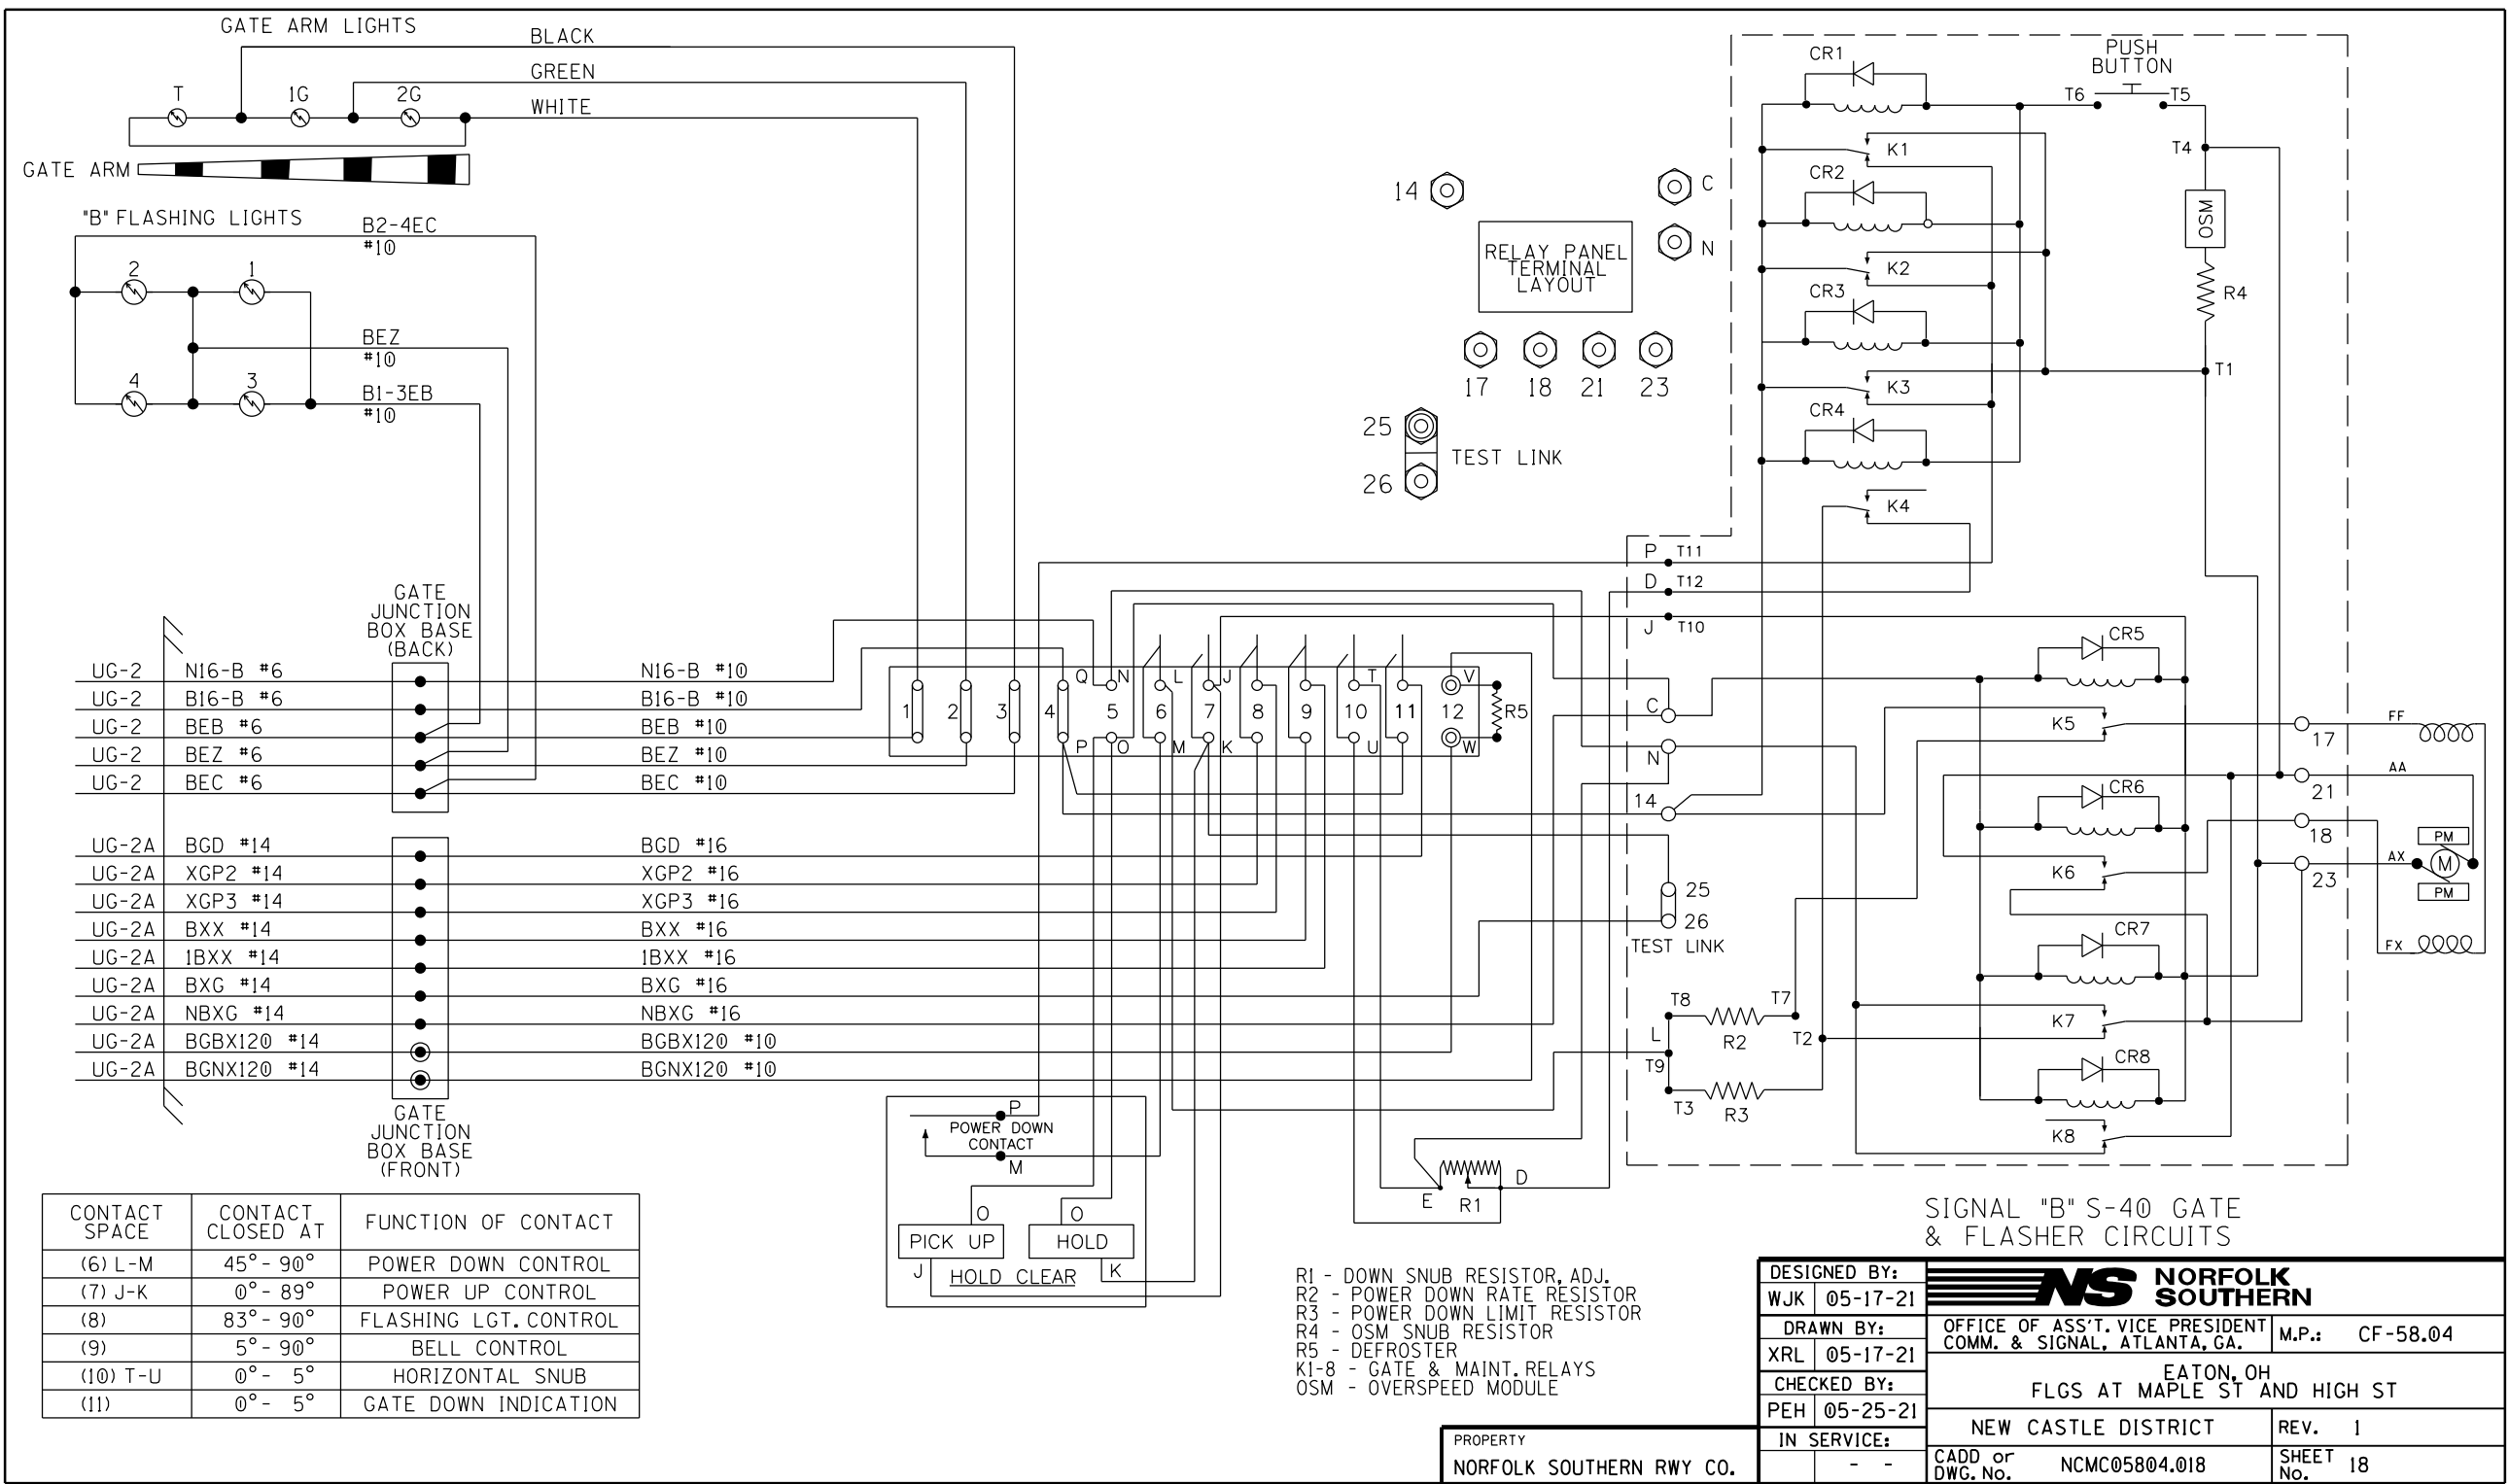 GATE ARM LIGHTS
BLACK
GREEN
WHITE
T 1G 2G
GATE ARM
"B" FLASHING LIGHTS
B2-4EC
#10
2 1
BEZ
#10
4 3
B1-3EB
#10
14
C
N
RELAY PANEL
TERMINAL
LAYOUT
17 18 21 23
25
26
TEST LINK
CR1
K1
CR2
K2
CR3
K3
CR4
K4
PUSH
BUTTON
T6 T5
T4
OSM
R4
T1
P T11
D T12
J T10
GATE
JUNCTION
BOX BASE
(BACK)
UG-2 N16-B #6 N16-B #10
UG-2 B16-B #6 B16-B #10
UG-2 BEB #6 BEB #10
UG-2 BEZ #6 BEZ #10
UG-2 BEC #6 BEC #10
UG-2A BGD #14 BGD #16
UG-2A XGP2 #14 XGP2 #16
UG-2A XGP3 #14 XGP3 #16
UG-2A BXX #14 BXX #16
UG-2A 1BXX #14 1BXX #16
UG-2A BXG #14 BXG #16
UG-2A NBXG #14 NBXG #16
UG-2A BGBX120 #14 BGBX120 #10
UG-2A BGNX120 #14 BGNX120 #10
GATE
JUNCTION
BOX BASE
(FRONT)
Q N L J T V
1 2 3 4 5 6 7 8 9 10 11 12 R5
P O M K U W
C
N
14
25
26
TEST LINK
T8
L
T9
T3
R2
R3
T7
T2
CR5
K5
CR6
K6
CR7
K7
CR8
K8
17
21
18
23
FF
AA
AX
FX
PM
M
PM
P
POWER DOWN
CONTACT
M
O O
PICK UP HOLD
J HOLD CLEAR K
E R1 D
CONTACT SPACE CONTACT CLOSED AT FUNCTION OF CONTACT
(6) L-M 45° - 90° POWER DOWN CONTROL
(7) J-K 0° - 89° POWER UP CONTROL
(8) 83° - 90° FLASHING LGT. CONTROL
(9) 5° - 90° BELL CONTROL
(10) T-U 0° - 5° HORIZONTAL SNUB
(11) 0° - 5° GATE DOWN INDICATION
R1 - DOWN SNUB RESISTOR, ADJ.
R2 - POWER DOWN RATE RESISTOR
R3 - POWER DOWN LIMIT RESISTOR
R4 - OSM SNUB RESISTOR
R5 - DEFROSTER
K1-8 - GATE & MAINT. RELAYS
OSM - OVERSPEED MODULE
SIGNAL "B" S-40 GATE
& FLASHER CIRCUITS
DESIGNED BY:
WJK 05-17-21
DRAWN BY:
XRL 05-17-21
CHECKED BY:
PEH 05-25-21
IN SERVICE:
- -
NS NORFOLK
SOUTHERN
OFFICE OF ASS'T. VICE PRESIDENT
COMM. & SIGNAL, ATLANTA, GA.
M.P.: CF-58.04
EATON, OH
FLGS AT MAPLE ST AND HIGH ST
NEW CASTLE DISTRICT
REV. 1
CADD or
DWG. No. NCMC05804.018
SHEET
No. 18
PROPERTY
NORFOLK SOUTHERN RWY CO.